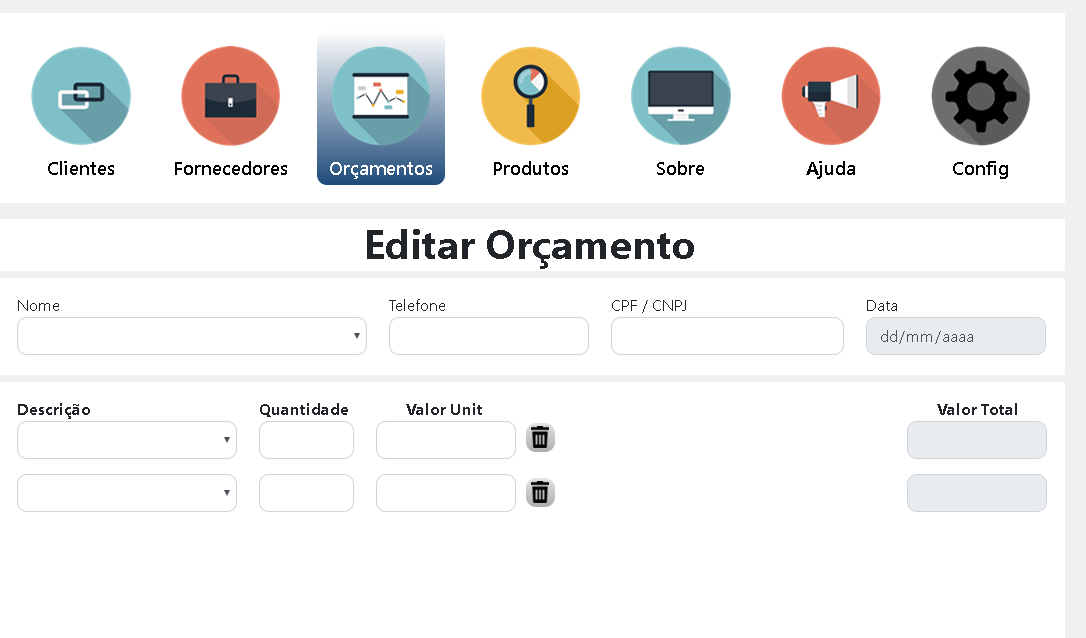 Clientes Fornecedores Orçamentos Produtos Sobre Ajuda Config
Editar Orçamento
Nome Telefone CPF / CNPJ Data
dd/mm/aaaa
Descrição Quantidade Valor Unit Valor Total